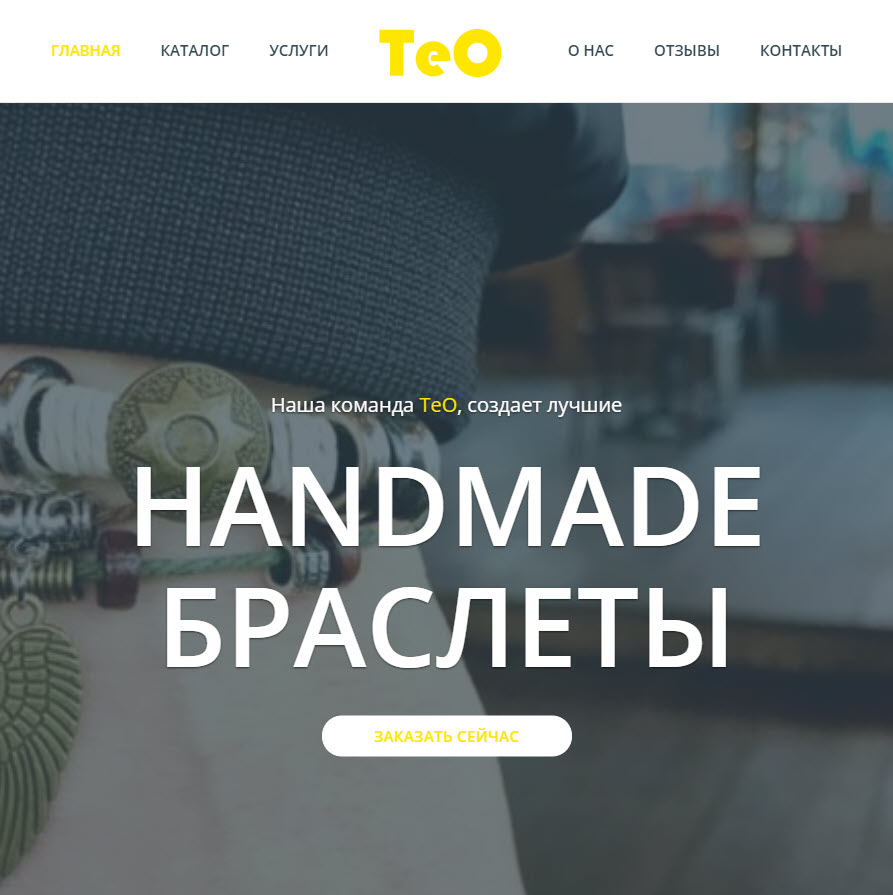 ГЛАВНАЯ КАТАЛОГ УСЛУГИ TeO О НАС ОТЗЫВЫ КОНТАКТЫ
Наша команда TeO, создает лучшие
HANDMADE
БРАСЛЕТЫ
ЗАКАЗАТЬ СЕЙЧАС